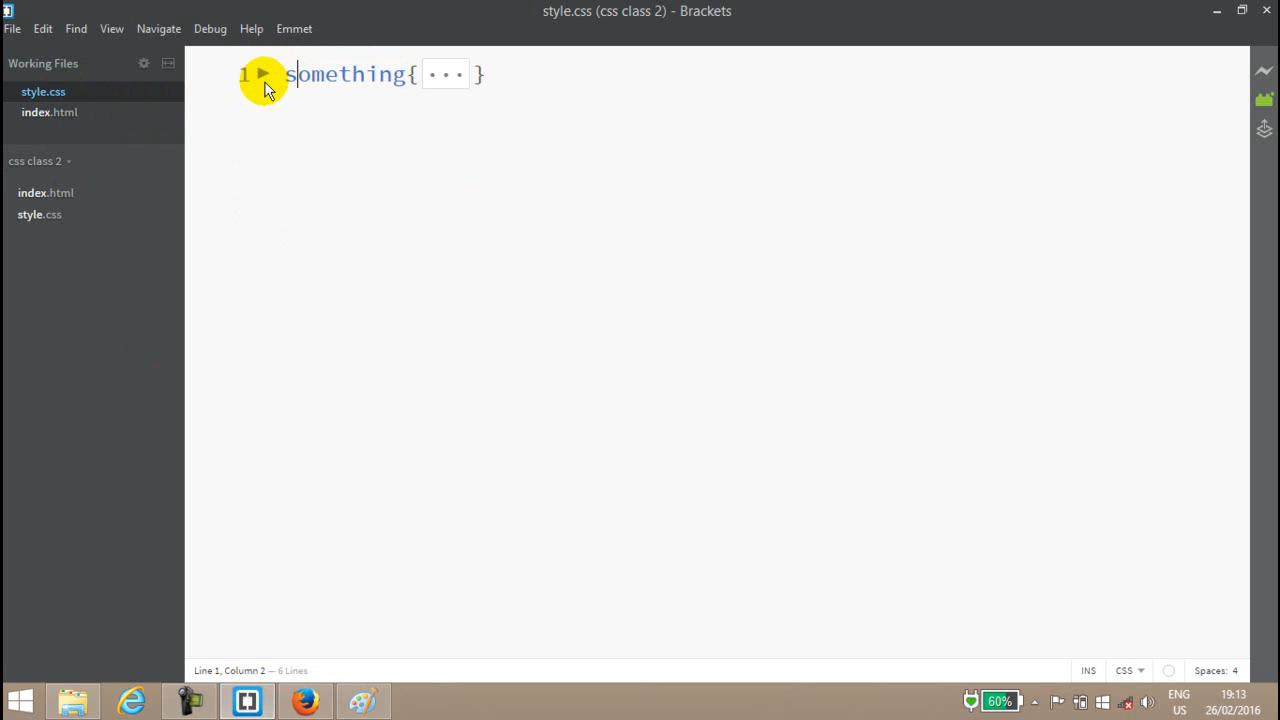 style.css (css class 2) - Brackets
File Edit Find View Navigate Debug Help Emmet
Working Files
style.css
index.html
css class 2
index.html
style.css
1 something{ ... }
Line 1, Column 2 — 6 Lines
INS CSS Spaces: 4
60%
ENG
US
19:13
26/02/2016